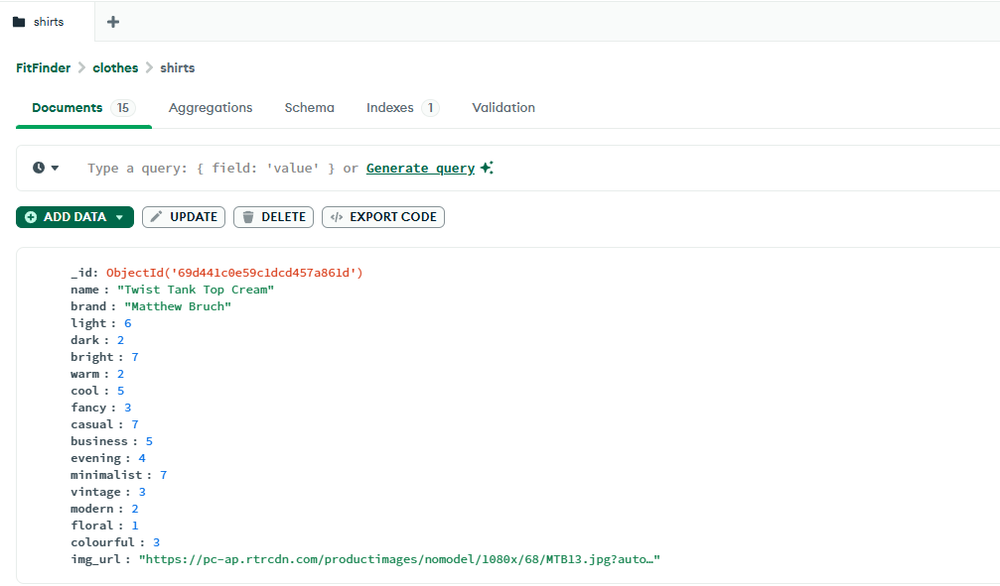 shirts
FitFinder > clothes > shirts
Documents 15 Aggregations Schema Indexes 1 Validation
Type a query: { field: 'value' } or Generate query
ADD DATA UPDATE DELETE EXPORT CODE
_id: ObjectId('69d441c0e59c1dcd457a861d')
name : "Twist Tank Top Cream"
brand : "Matthew Bruch"
light : 6
dark : 2
bright : 7
warm : 2
cool : 5
fancy : 3
casual : 7
business : 5
evening : 4
minimalist : 7
vintage : 3
modern : 2
floral : 1
colourful : 3
img_url : "https://pc-ap.rtrcdn.com/productimages/nomodel/1080x/68/MTB13.jpg?auto…"